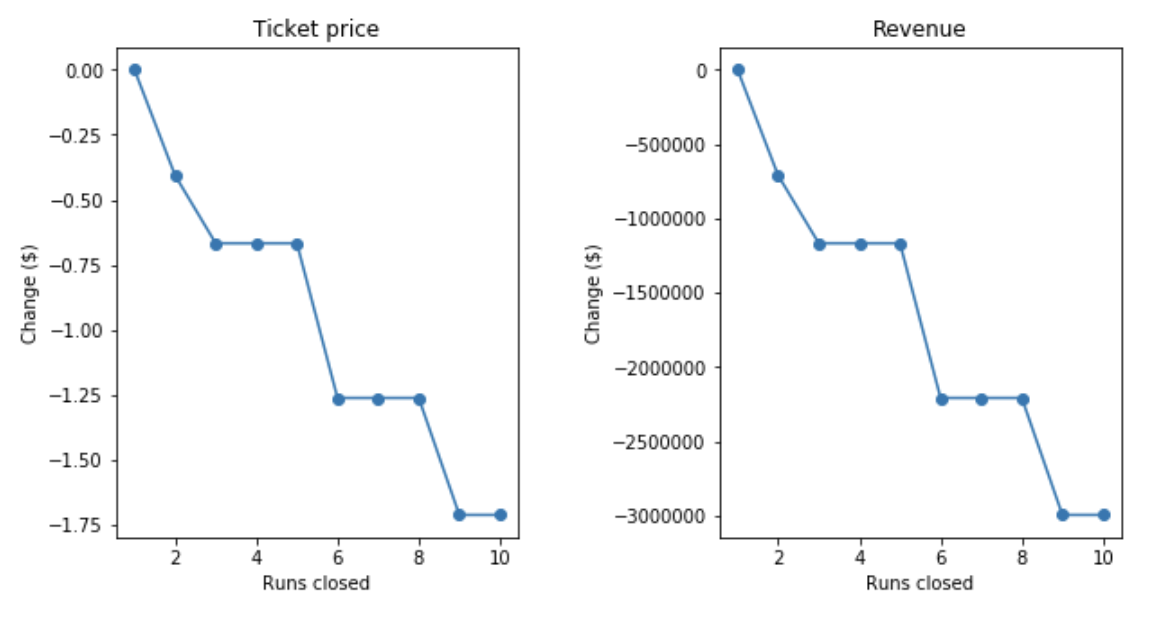 Ticket price
Change ($)
0.00
−0.25
−0.50
−0.75
−1.00
−1.25
−1.50
−1.75
2 4 6 8 10
Runs closed
Revenue
Change ($)
0
−500000
−1000000
−1500000
−2000000
−2500000
−3000000
2 4 6 8 10
Runs closed